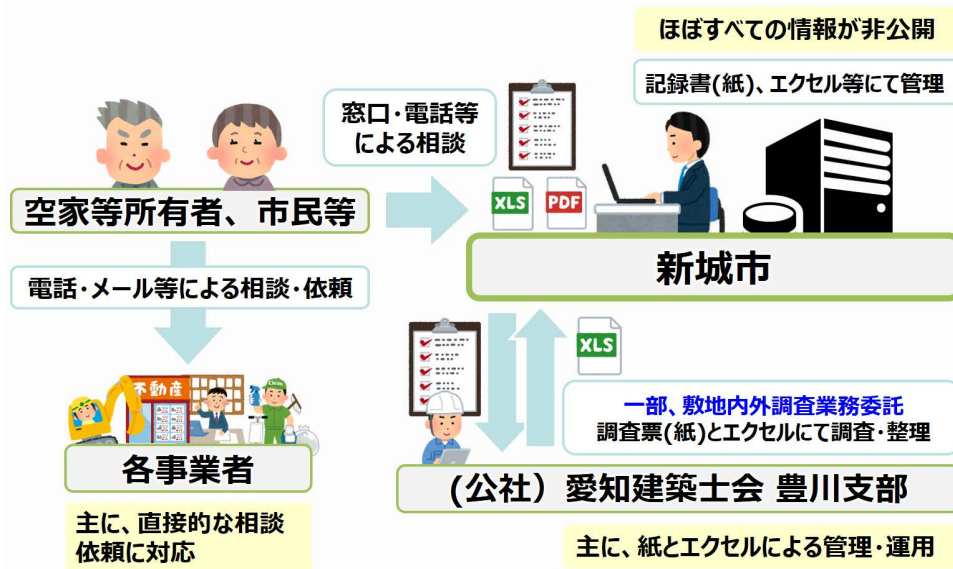 ほぼすべての情報が非公開
記録書(紙)、エクセル等にて管理
窓口・電話等
による相談
XLS
PDF
空家等所有者、市民等
新城市
電話・メール等による相談・依頼
XLS
不動産
Clean
一部、敷地内外調査業務委託
調査票(紙)とエクセルにて調査・整理
各事業者
(公社）愛知建築士会 豊川支部
主に、直接的な相談
依頼に対応
主に、紙とエクセルによる管理・運用